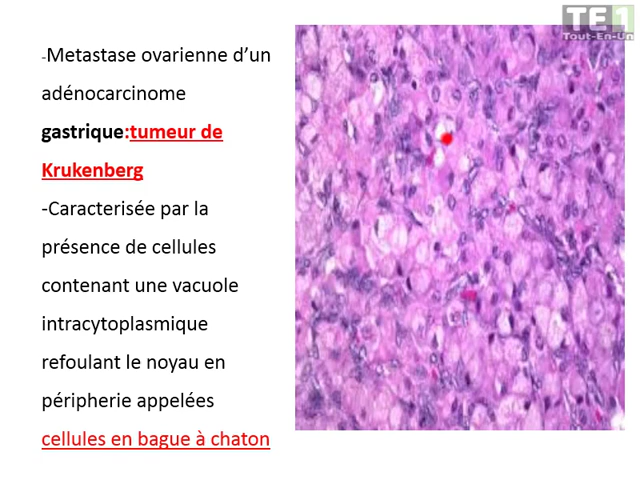 TE1
Tout-En-Un
-Metastase ovarienne d’un
adénocarcinome
gastrique:tumeur de
Krukenberg
-Caracterisée par la
présence de cellules
contenant une vacuole
intracytoplasmique
refoulant le noyau en
péripherie appelées
cellules en bague à chaton